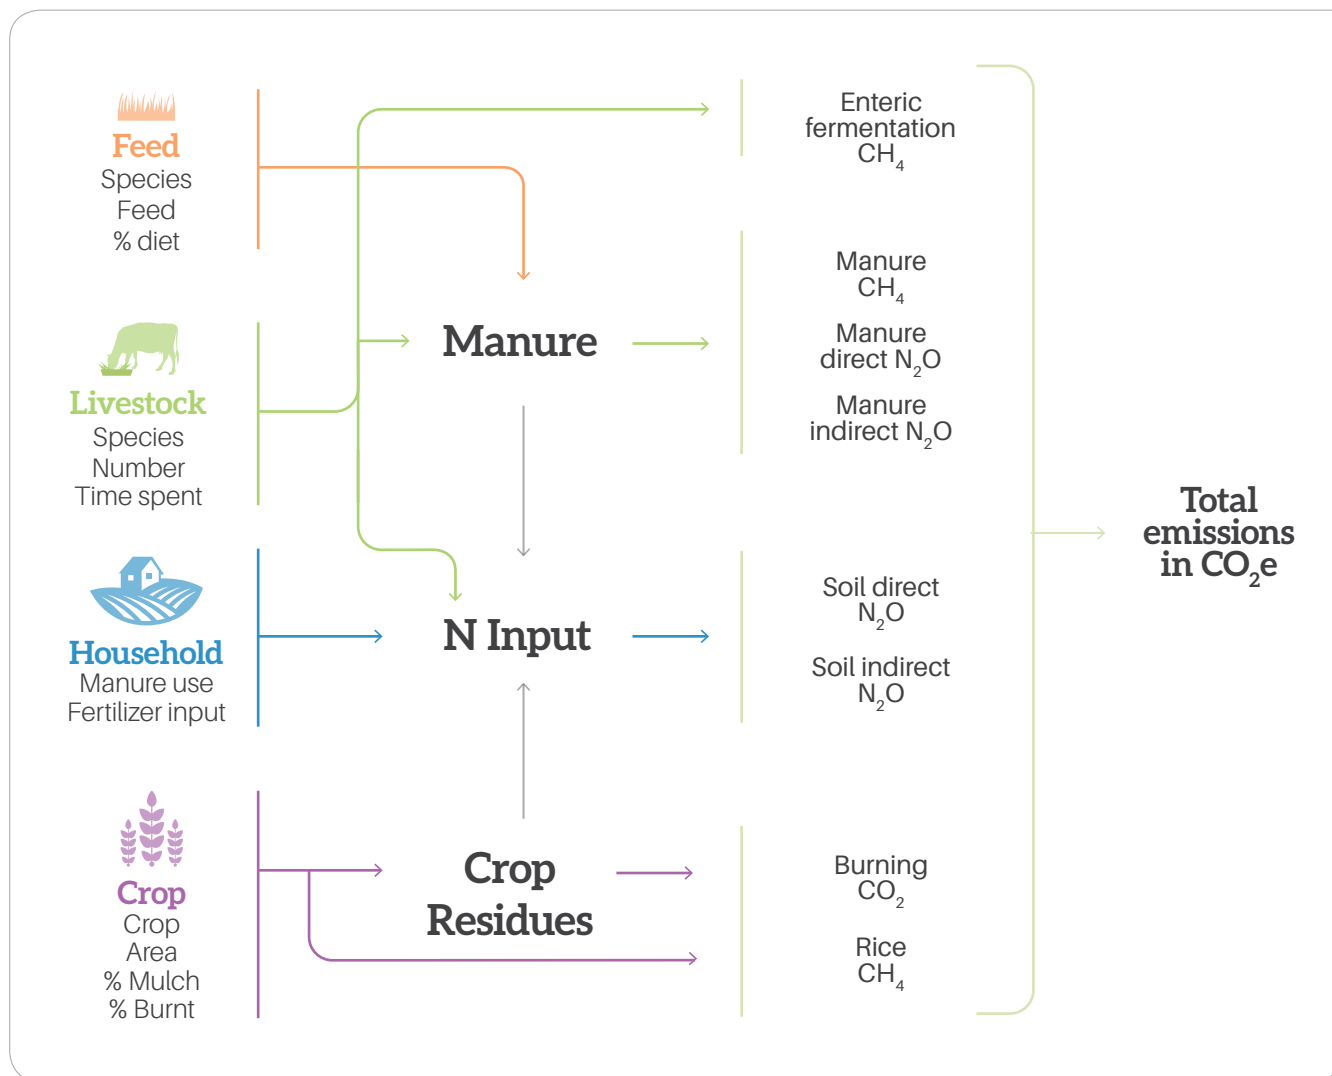 Feed
Species
Feed
% diet
Livestock
Species
Number
Time spent
Household
Manure use
Fertilizer input
Crop
Crop
Area
% Mulch
% Burnt
Manure
N Input
Crop
Residues
Enteric
fermentation
CH₄
Manure
CH₄
Manure
direct N₂O
Manure
indirect N₂O
Soil direct
N₂O
Soil indirect
N₂O
Burning
CO₂
Rice
CH₄
Total
emissions
in CO₂e